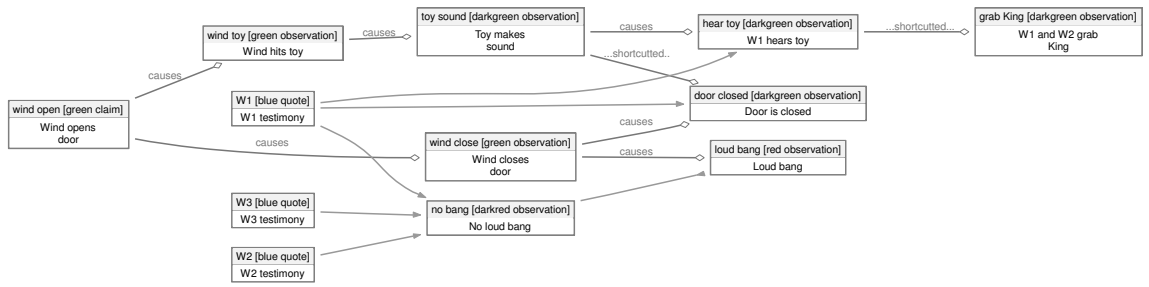 toy sound [darkgreen observation]
Toy makes
sound
hear toy [darkgreen observation]
W1 hears toy
grab King [darkgreen observation]
W1 and W2 grab
King
wind toy [green observation]
Wind hits toy
causes
causes
...shortcutted...
...shortcutted..
causes
wind open [green claim]
Wind opens
door
W1 [blue quote]
W1 testimony
door closed [darkgreen observation]
Door is closed
causes
causes
wind close [green observation]
Wind closes
door
causes
loud bang [red observation]
Loud bang
W3 [blue quote]
W3 testimony
no bang [darkred observation]
No loud bang
W2 [blue quote]
W2 testimony